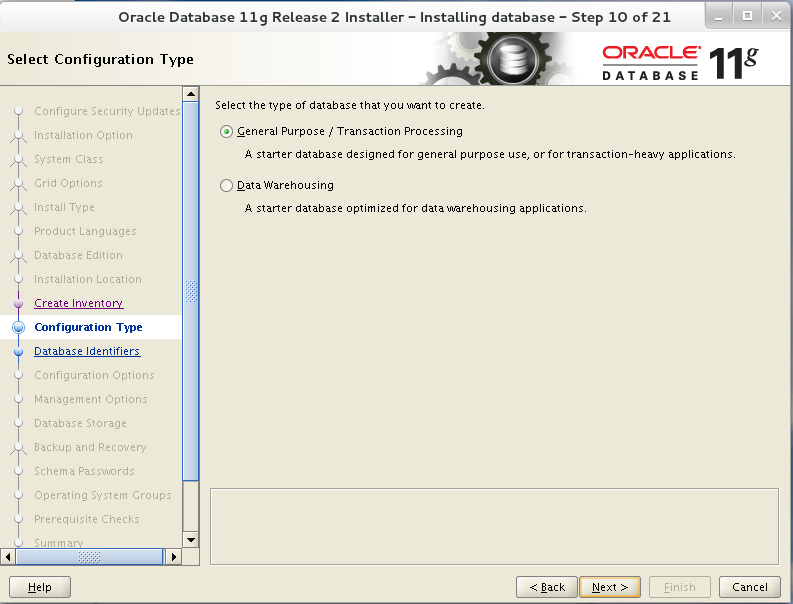 Oracle Database 11g Release 2 Installer - Installing database - Step 10 of 21
Select Configuration Type
ORACLE
DATABASE 11g
Configure Security Updates
Installation Option
System Class
Grid Options
Install Type
Product Languages
Database Edition
Installation Location
Create Inventory
Configuration Type
Database Identifiers
Configuration Options
Management Options
Database Storage
Backup and Recovery
Schema Passwords
Operating System Groups
Prerequisite Checks
Summary
Select the type of database that you want to create.
General Purpose / Transaction Processing
A starter database designed for general purpose use, or for transaction-heavy applications.
Data Warehousing
A starter database optimized for data warehousing applications.
Help
< Back
Next >
Finish
Cancel